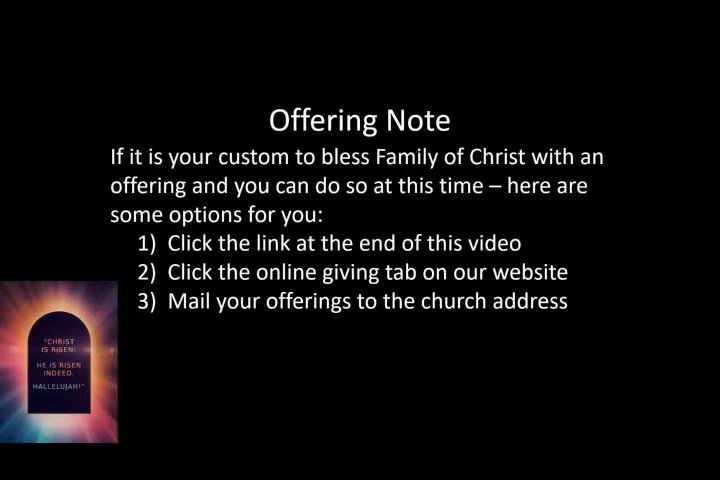 Offering Note
If it is your custom to bless Family of Christ with an
offering and you can do so at this time – here are
some options for you:
1) Click the link at the end of this video
2) Click the online giving tab on our website
3) Mail your offerings to the church address
"CHRIST
IS RISEN!
HE IS RISEN
INDEED.
HALLELUJAH!"